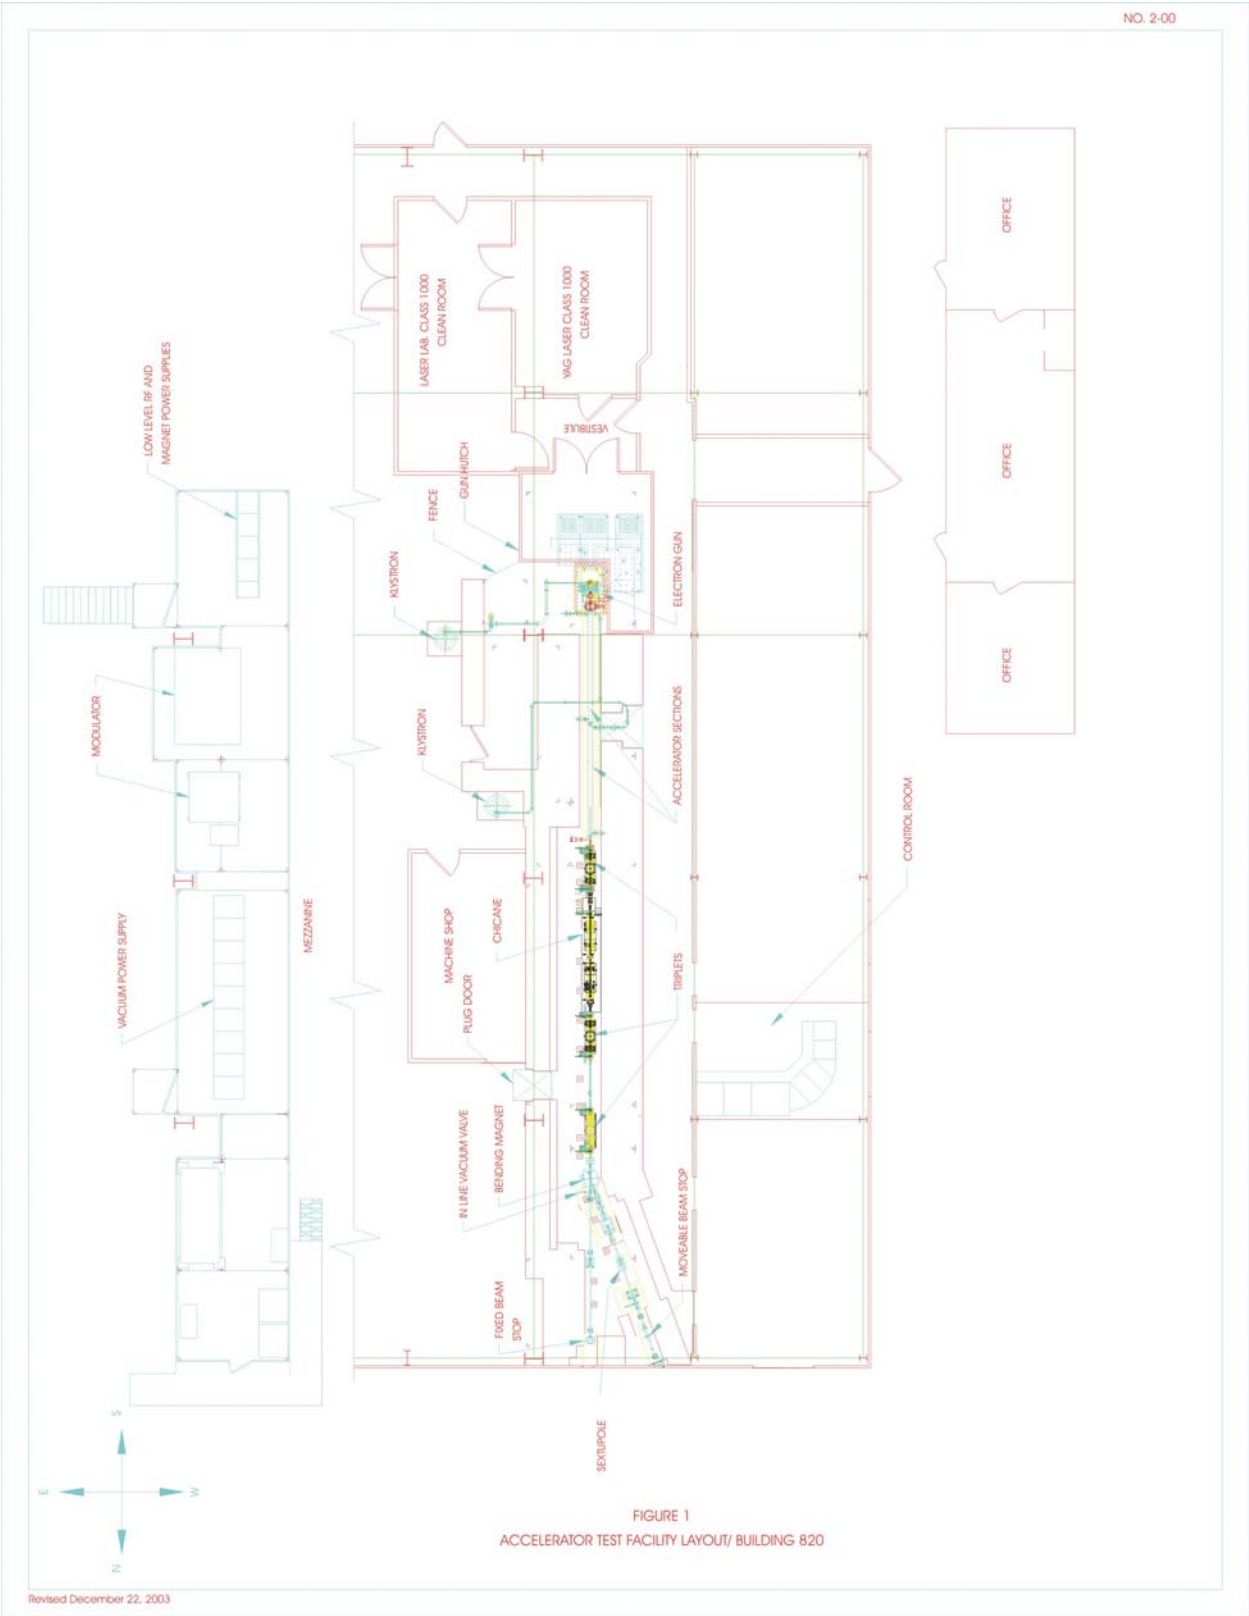 NO. 2-00
OFFICE
OFFICE
OFFICE
LASER LAB. CLASS 1000
CLEAN ROOM
YAG LASER CLASS 1000
CLEAN ROOM
VESTIBULE
LOW LEVEL RF AND
MAGNET POWER SUPPLIES
GUN HUTCH
FENCE
KLYSTRON
ELECTRON GUN
MODULATOR
KLYSTRON
ACCELERATOR SECTIONS
CONTROL ROOM
VACUUM POWER SUPPLY
MEZZANINE
MACHINE SHOP
CHICANE
PLUG DOOR
TRIPLETS
IN LINE VACUUM VALVE
BENDING MAGNET
MOVEABLE BEAM STOP
FIXED BEAM
STOP
SEXTUPOLE
S
E
W
N
FIGURE 1
ACCELERATOR TEST FACILITY LAYOUT/ BUILDING 820
Revised December 22, 2003